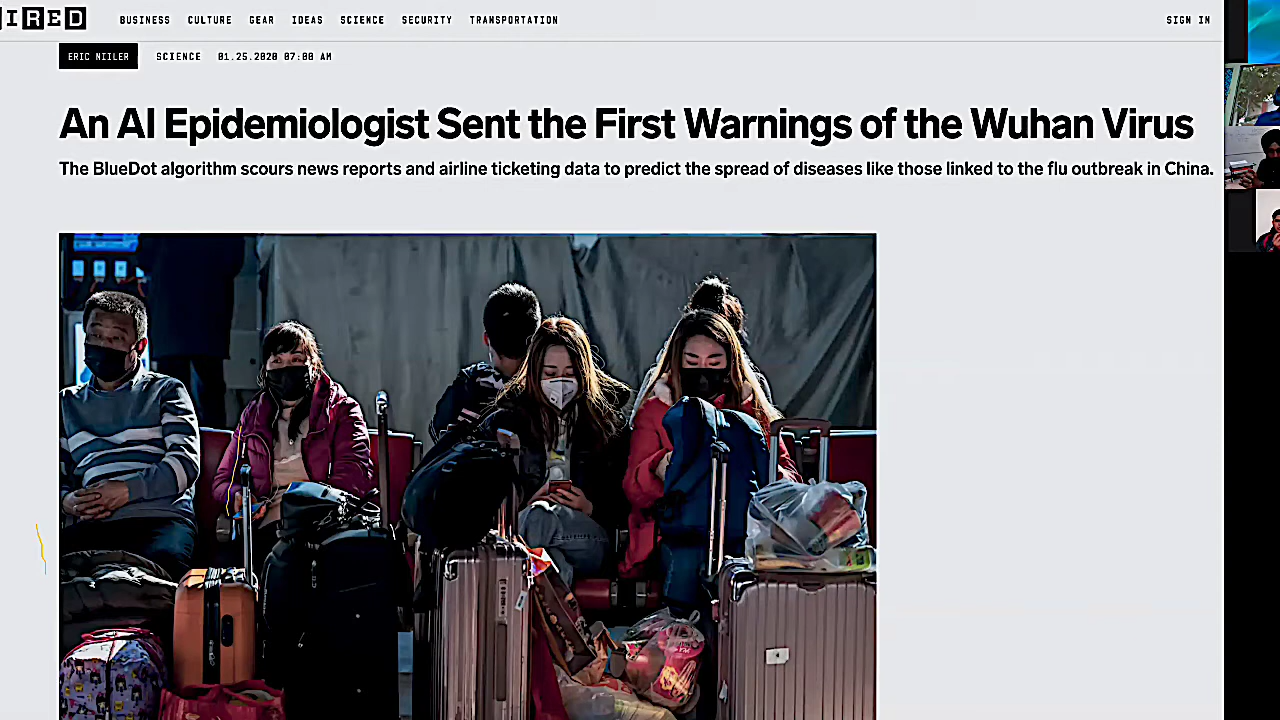 IRED BUSINESS CULTURE GEAR IDEAS SCIENCE SECURITY TRANSPORTATION SIGN IN
ERIC NIILER SCIENCE 01.25.2020 07:00 AM
An AI Epidemiologist Sent the First Warnings of the Wuhan Virus
The BlueDot algorithm scours news reports and airline ticketing data to predict the spread of diseases like those linked to the flu outbreak in China.